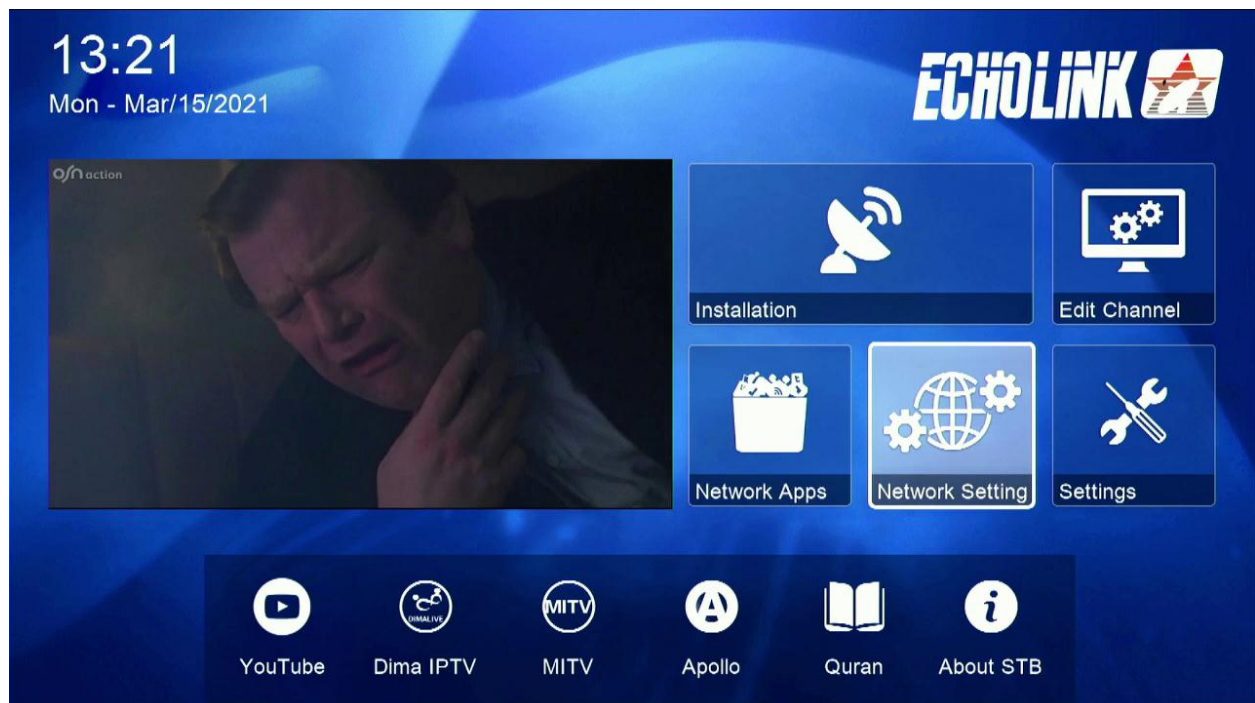 13:21
Mon - Mar/15/2021
ECHOLINK
OSN action
Installation
Edit Channel
Network Apps
Network Setting
Settings
DIMALIVE
MITV
YouTube
Dima IPTV
MITV
Apollo
Quran
About STB